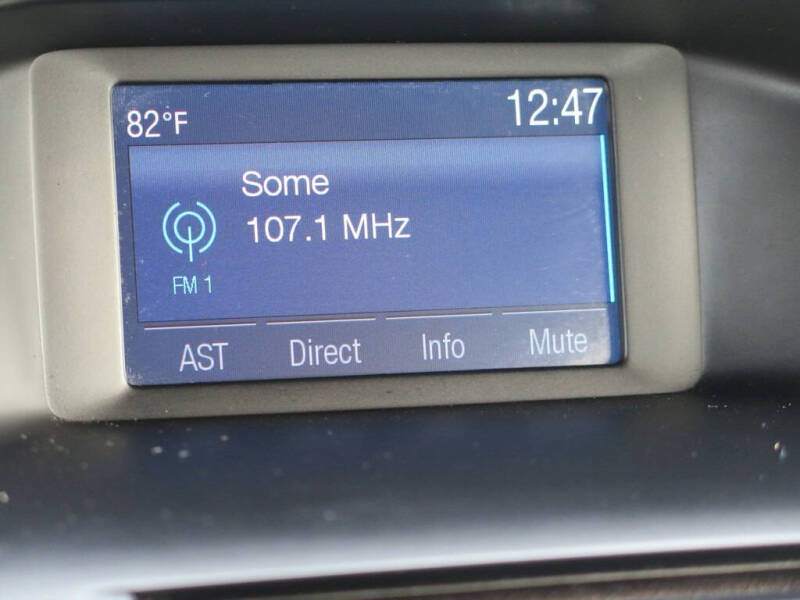 82°F 12:47
Some
107.1 MHz
FM 1
AST Direct Info Mute